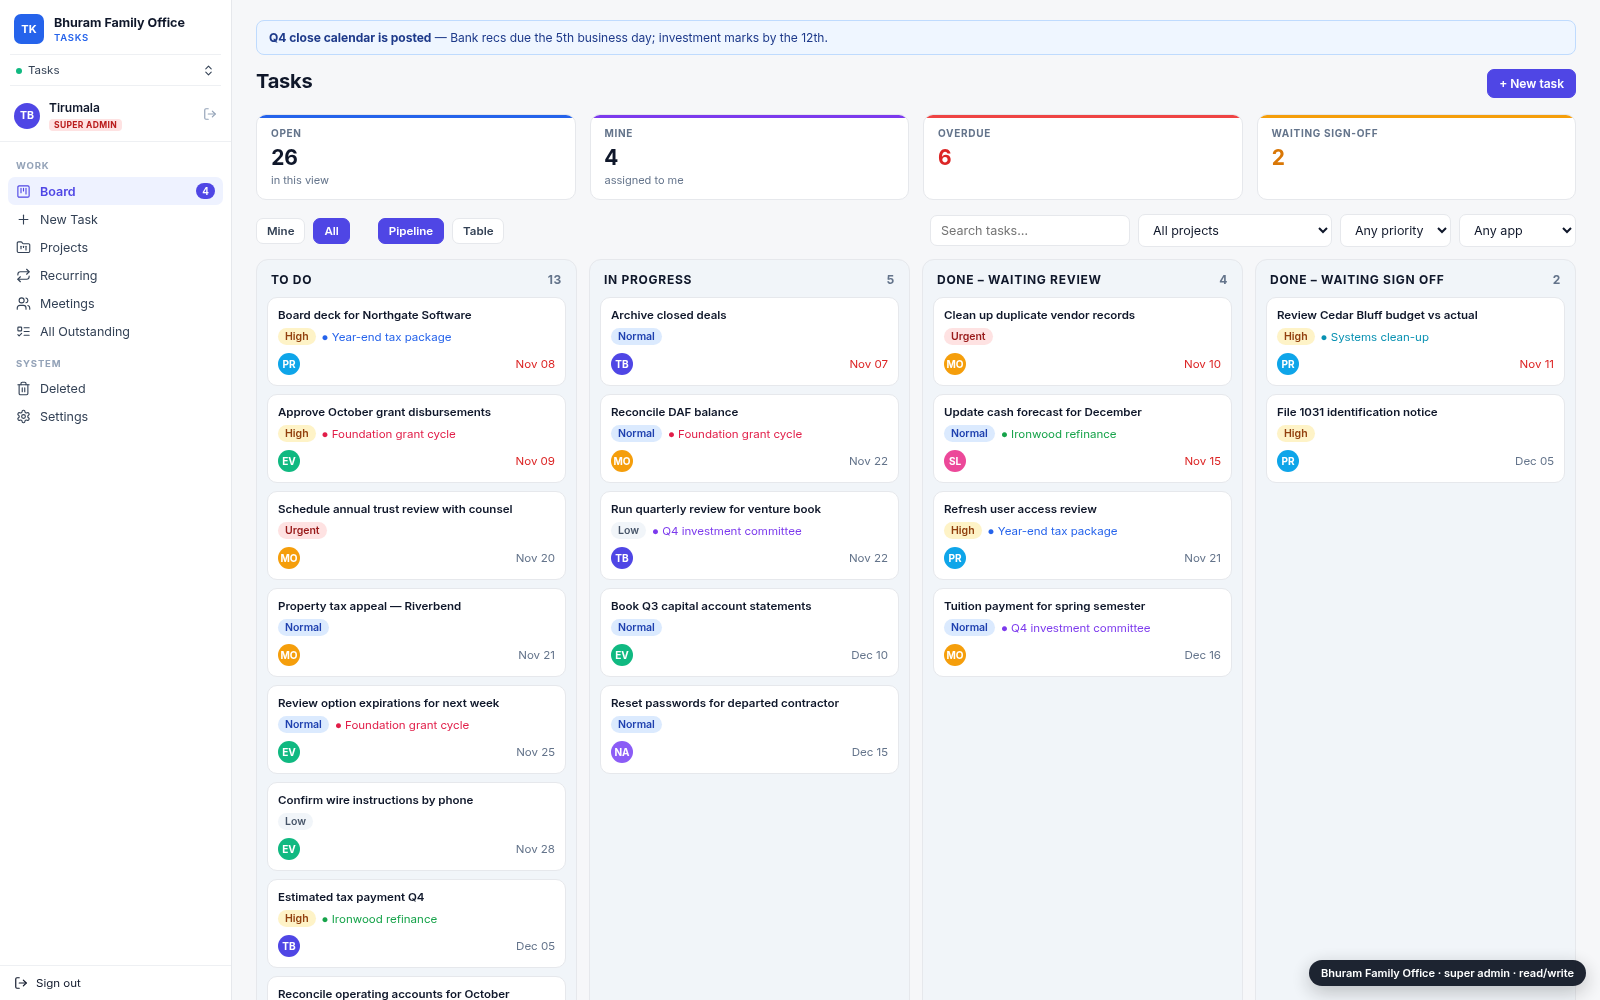 TK
Bhuram Family Office
TASKS
Tasks
TB
Tirumala
SUPER ADMIN
WORK
Board 4
New Task
Projects
Recurring
Meetings
All Outstanding
SYSTEM
Deleted
Settings
Sign out
Q4 close calendar is posted — Bank recs due the 5th business day; investment marks by the 12th.
Tasks
+ New task
OPEN
26
in this view
MINE
4
assigned to me
OVERDUE
6
WAITING SIGN-OFF
2
Mine All Pipeline Table
Search tasks... All projects Any priority Any app
TO DO 13
Board deck for Northgate Software
High • Year-end tax package
PR Nov 08
Approve October grant disbursements
High • Foundation grant cycle
EV Nov 09
Schedule annual trust review with counsel
Urgent
MO Nov 20
Property tax appeal — Riverbend
Normal
MO Nov 21
Review option expirations for next week
Normal • Foundation grant cycle
EV Nov 25
Confirm wire instructions by phone
Low
EV Nov 28
Estimated tax payment Q4
High • Ironwood refinance
TB Dec 05
Reconcile operating accounts for October
IN PROGRESS 5
Archive closed deals
Normal
TB Nov 07
Reconcile DAF balance
Normal • Foundation grant cycle
MO Nov 22
Run quarterly review for venture book
Low • Q4 investment committee
TB Nov 22
Book Q3 capital account statements
Normal
EV Dec 10
Reset passwords for departed contractor
Normal
NA Dec 15
DONE – WAITING REVIEW 4
Clean up duplicate vendor records
Urgent
MO Nov 10
Update cash forecast for December
Normal • Ironwood refinance
SL Nov 15
Refresh user access review
High • Year-end tax package
PR Nov 21
Tuition payment for spring semester
Normal • Q4 investment committee
MO Dec 16
DONE – WAITING SIGN OFF 2
Review Cedar Bluff budget vs actual
High • Systems clean-up
PR Nov 11
File 1031 identification notice
High
PR Dec 05
Bhuram Family Office · super admin · read/write